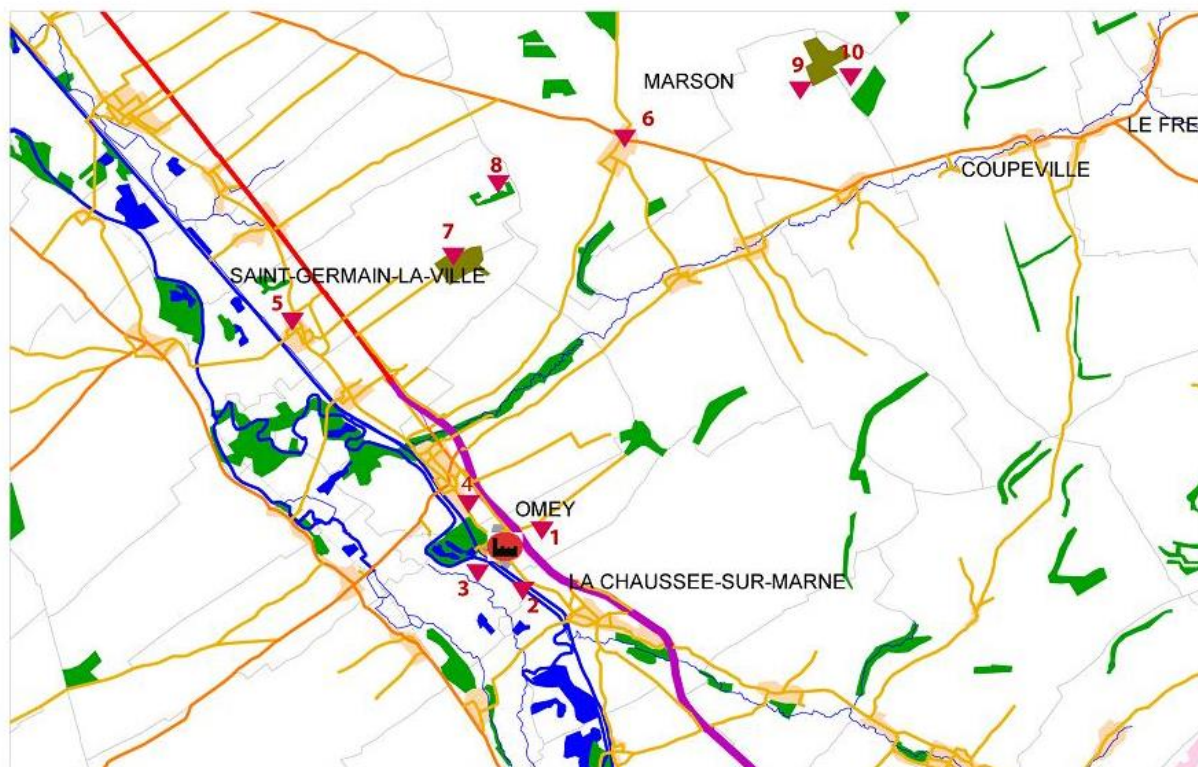 9
10
MARSON
6
LE FRE
8
COUPEVILLE
7
SAINT-GERMAIN-LA-VILLE
5
4
OMEY
1
3
LA CHAUSSEE-SUR-MARNE
2